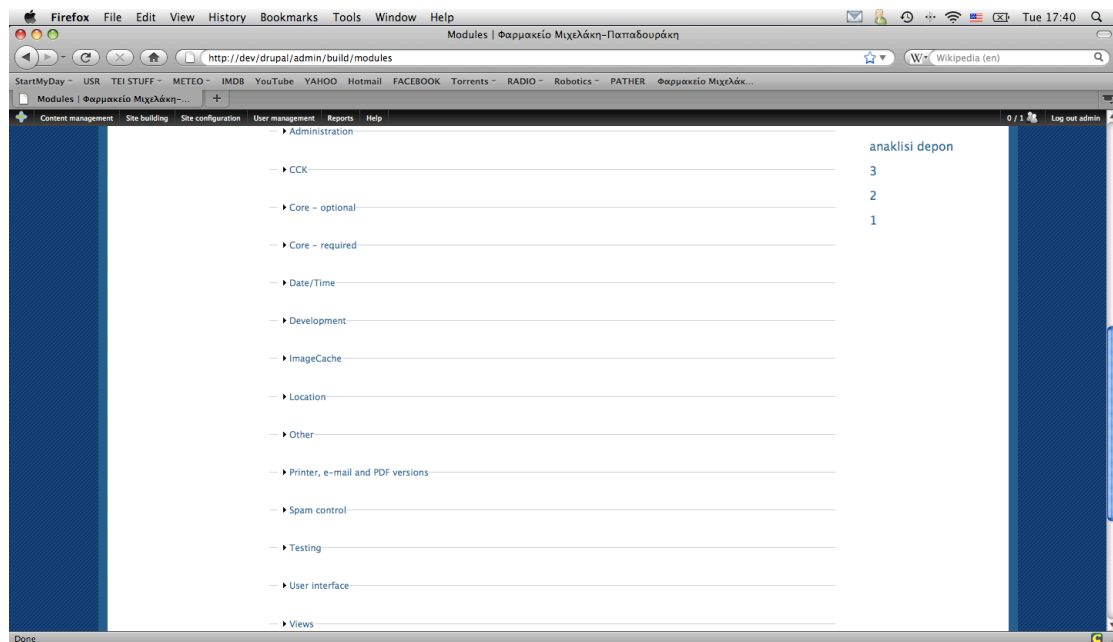 Firefox File Edit View History Bookmarks Tools Window Help Tue 17:40
Modules | Φαρμακείο Μιχελάκη-Παπαδουράκη
http://dev/drupal/admin/build/modules W Wikipedia (en)
StartMyDay USR TEI STUFF METEO IMDB YouTube YAHOO Hotmail FACEBOOK Torrents RADIO Robotics PATHER Φαρμακείο Μιχελάκ...
Modules | Φαρμακείο Μιχελάκη-... +
Content management Site building Site configuration User management Reports Help 0 / 1 Log out admin
Administration
anaklisi depon
CCK
3
2
Core - optional
1
Core - required
Date/Time
Development
ImageCache
Location
Other
Printer, e-mail and PDF versions
Spam control
Testing
User interface
Views
Done